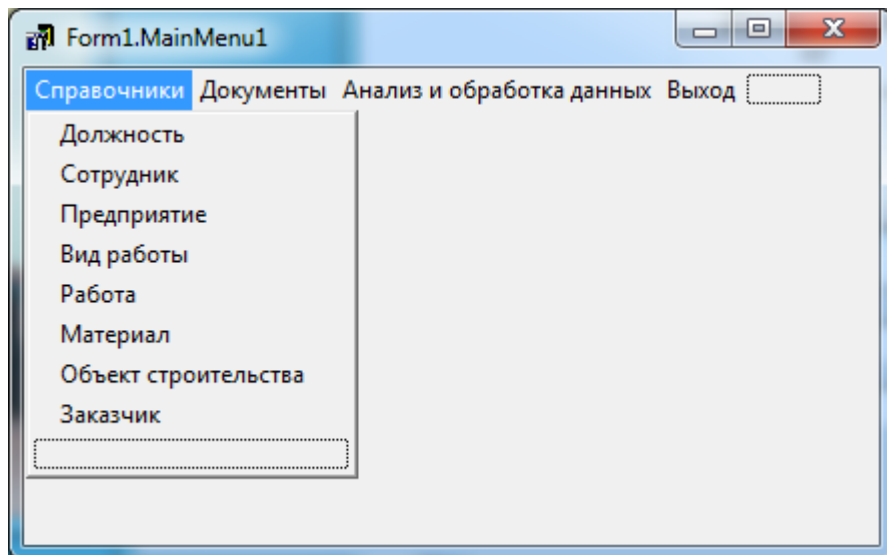 Form1.MainMenu1
Справочники Документы Анализ и обработка данных Выход
Должность
Сотрудник
Предприятие
Вид работы
Работа
Материал
Объект строительства
Заказчик